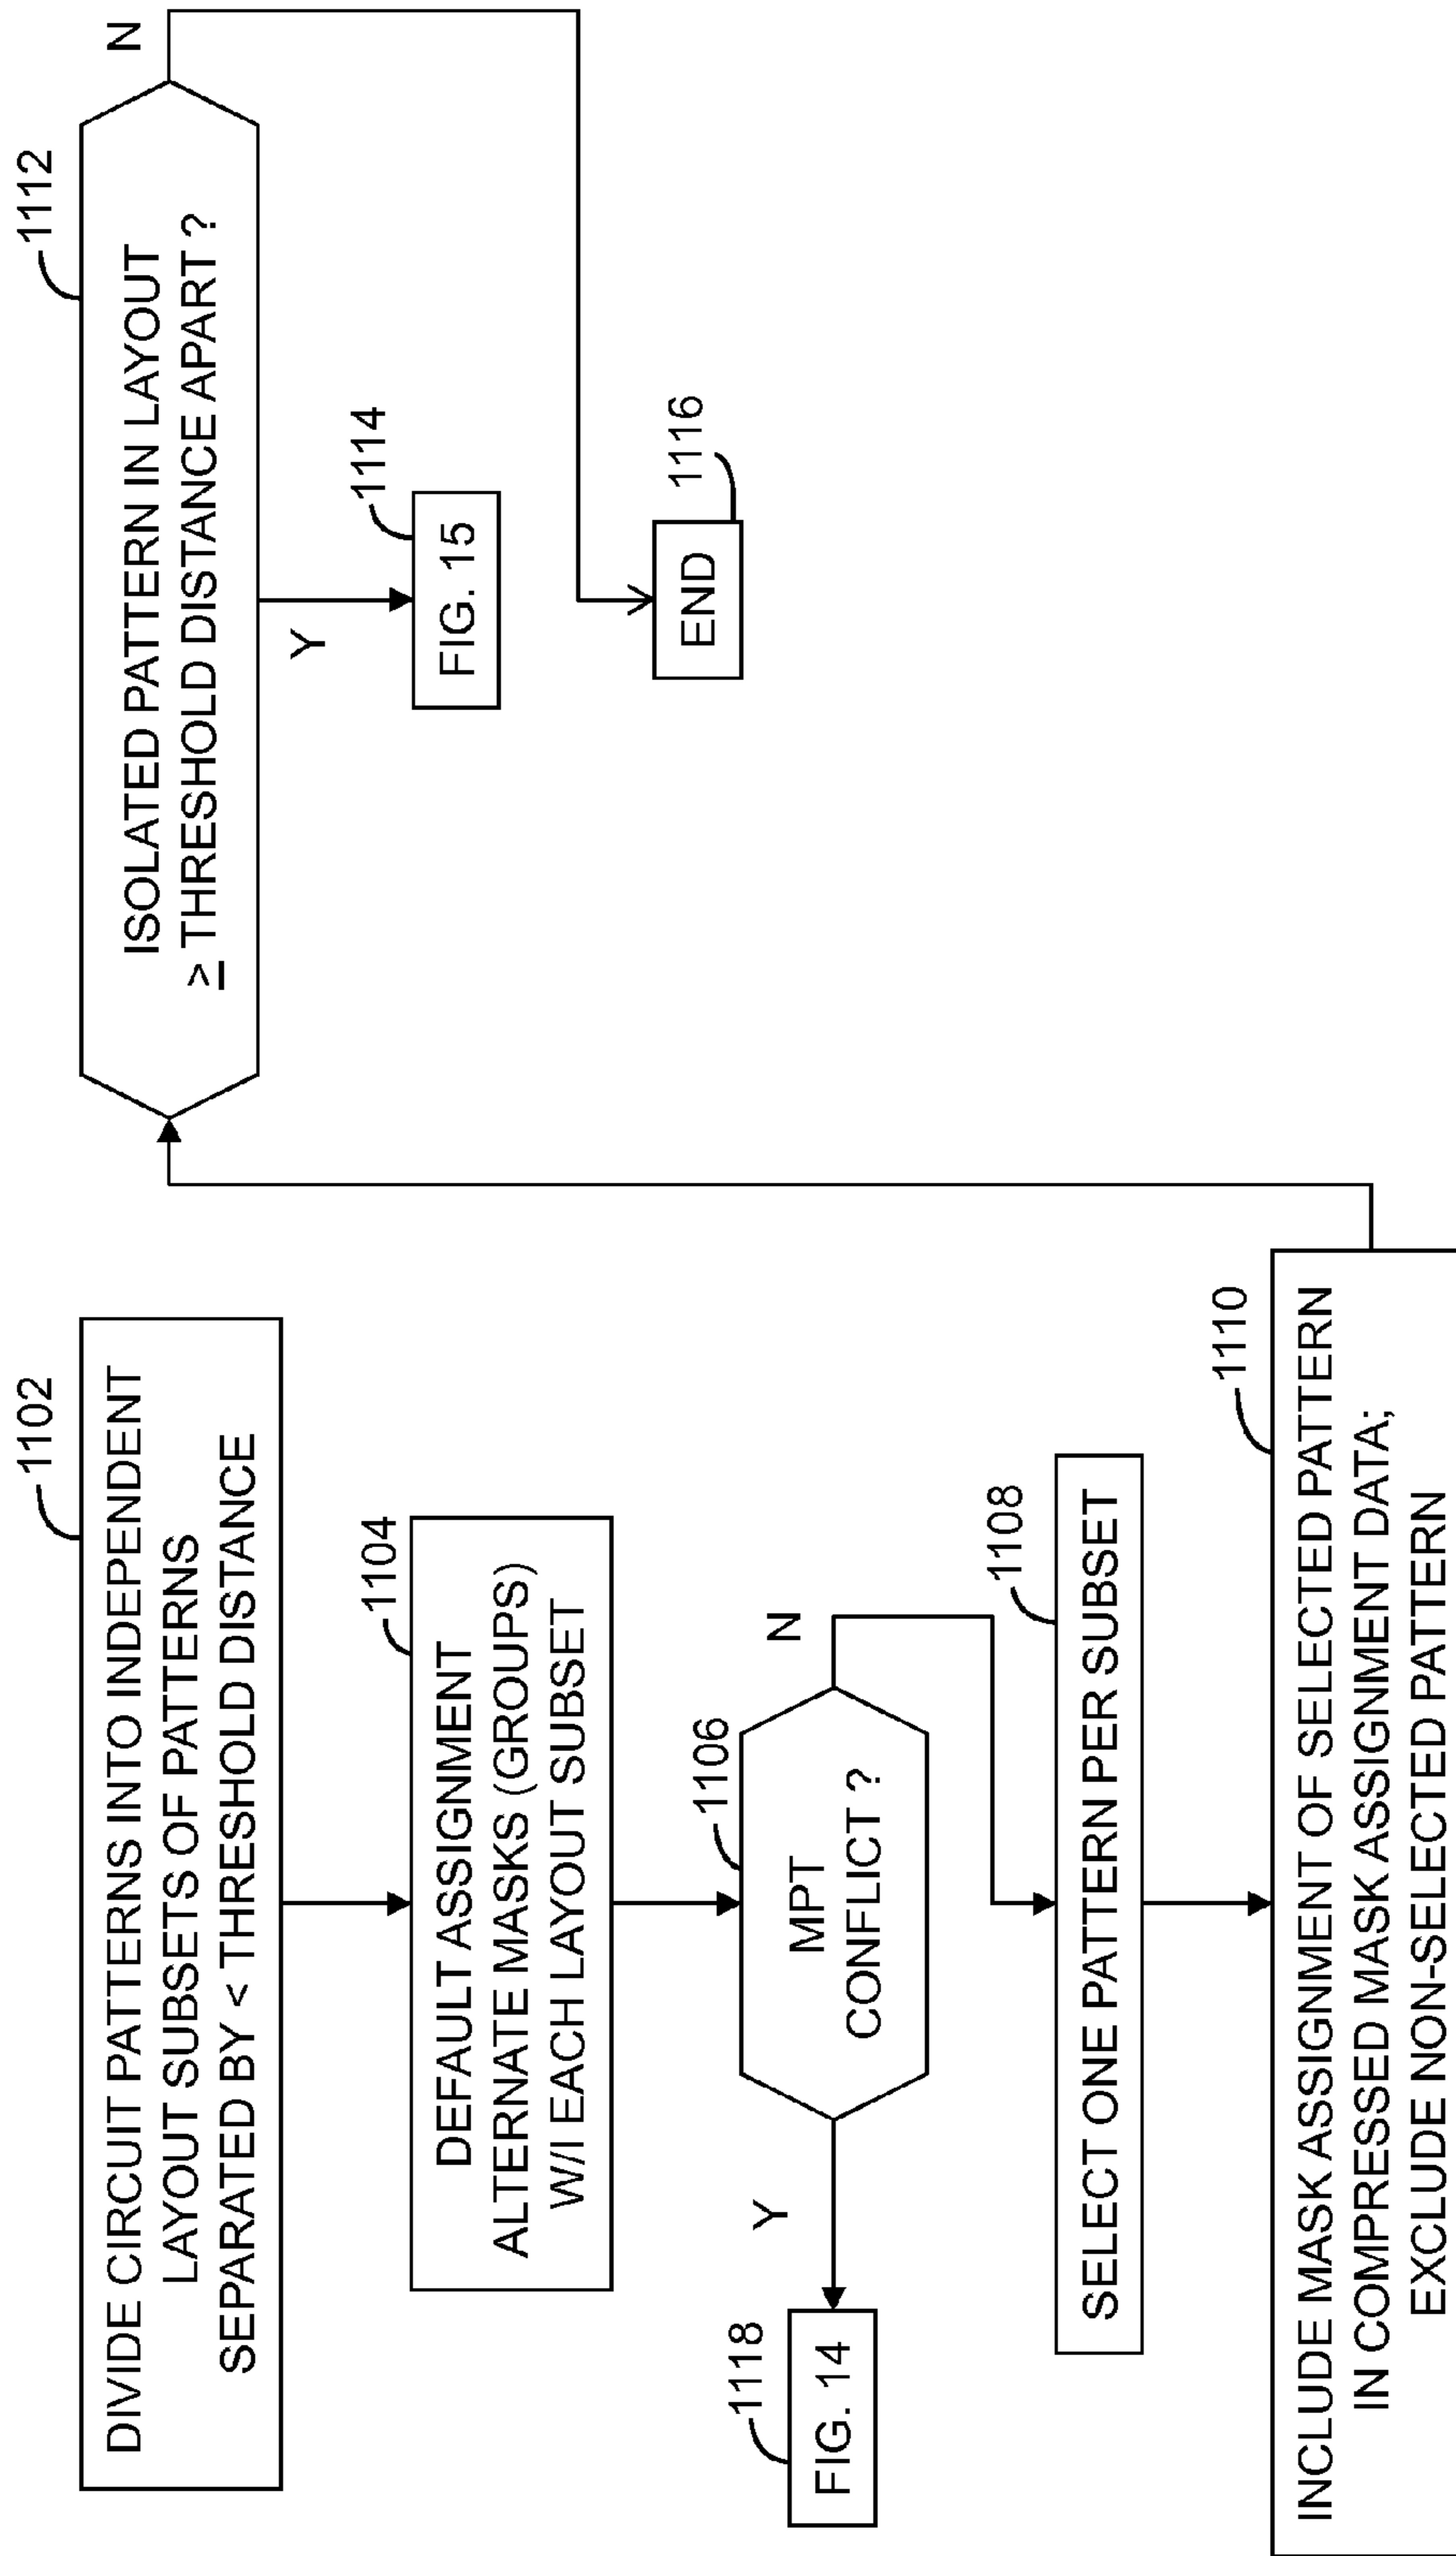 1102
DIVIDE CIRCUIT PATTERNS INTO INDEPENDENT
LAYOUT SUBSETS OF PATTERNS
SEPARATED BY < THRESHOLD DISTANCE
1104
DEFAULT ASSIGNMENT
ALTERNATE MASKS (GROUPS)
W/I EACH LAYOUT SUBSET
1106
MPT
CONFLICT ?
Y
N
1118
FIG. 14
1108
SELECT ONE PATTERN PER SUBSET
1110
INCLUDE MASK ASSIGNMENT OF SELECTED PATTERN
IN COMPRESSED MASK ASSIGNMENT DATA;
EXCLUDE NON-SELECTED PATTERN
1112
ISOLATED PATTERN IN LAYOUT
≥ THRESHOLD DISTANCE APART ?
N
Y
1114
FIG. 15
1116
END